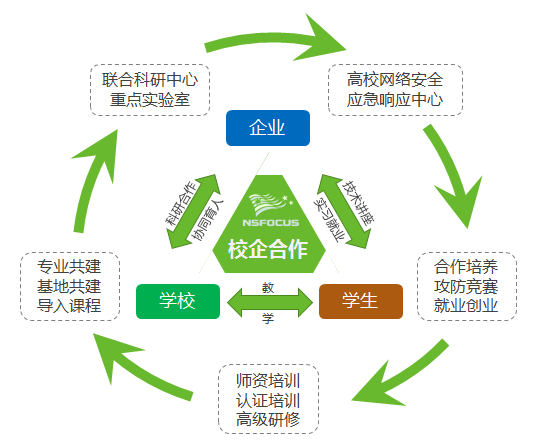 联合科研中心
重点实验室
高校网络安全
应急响应中心
企业
科研合作
协同育人
技术讲座
实习就业
NSFOCUS
校企合作
专业共建
基地共建
导入课程
学校
教
学
学生
合作培养
攻防竞赛
就业创业
师资培训
认证培训
高级研修